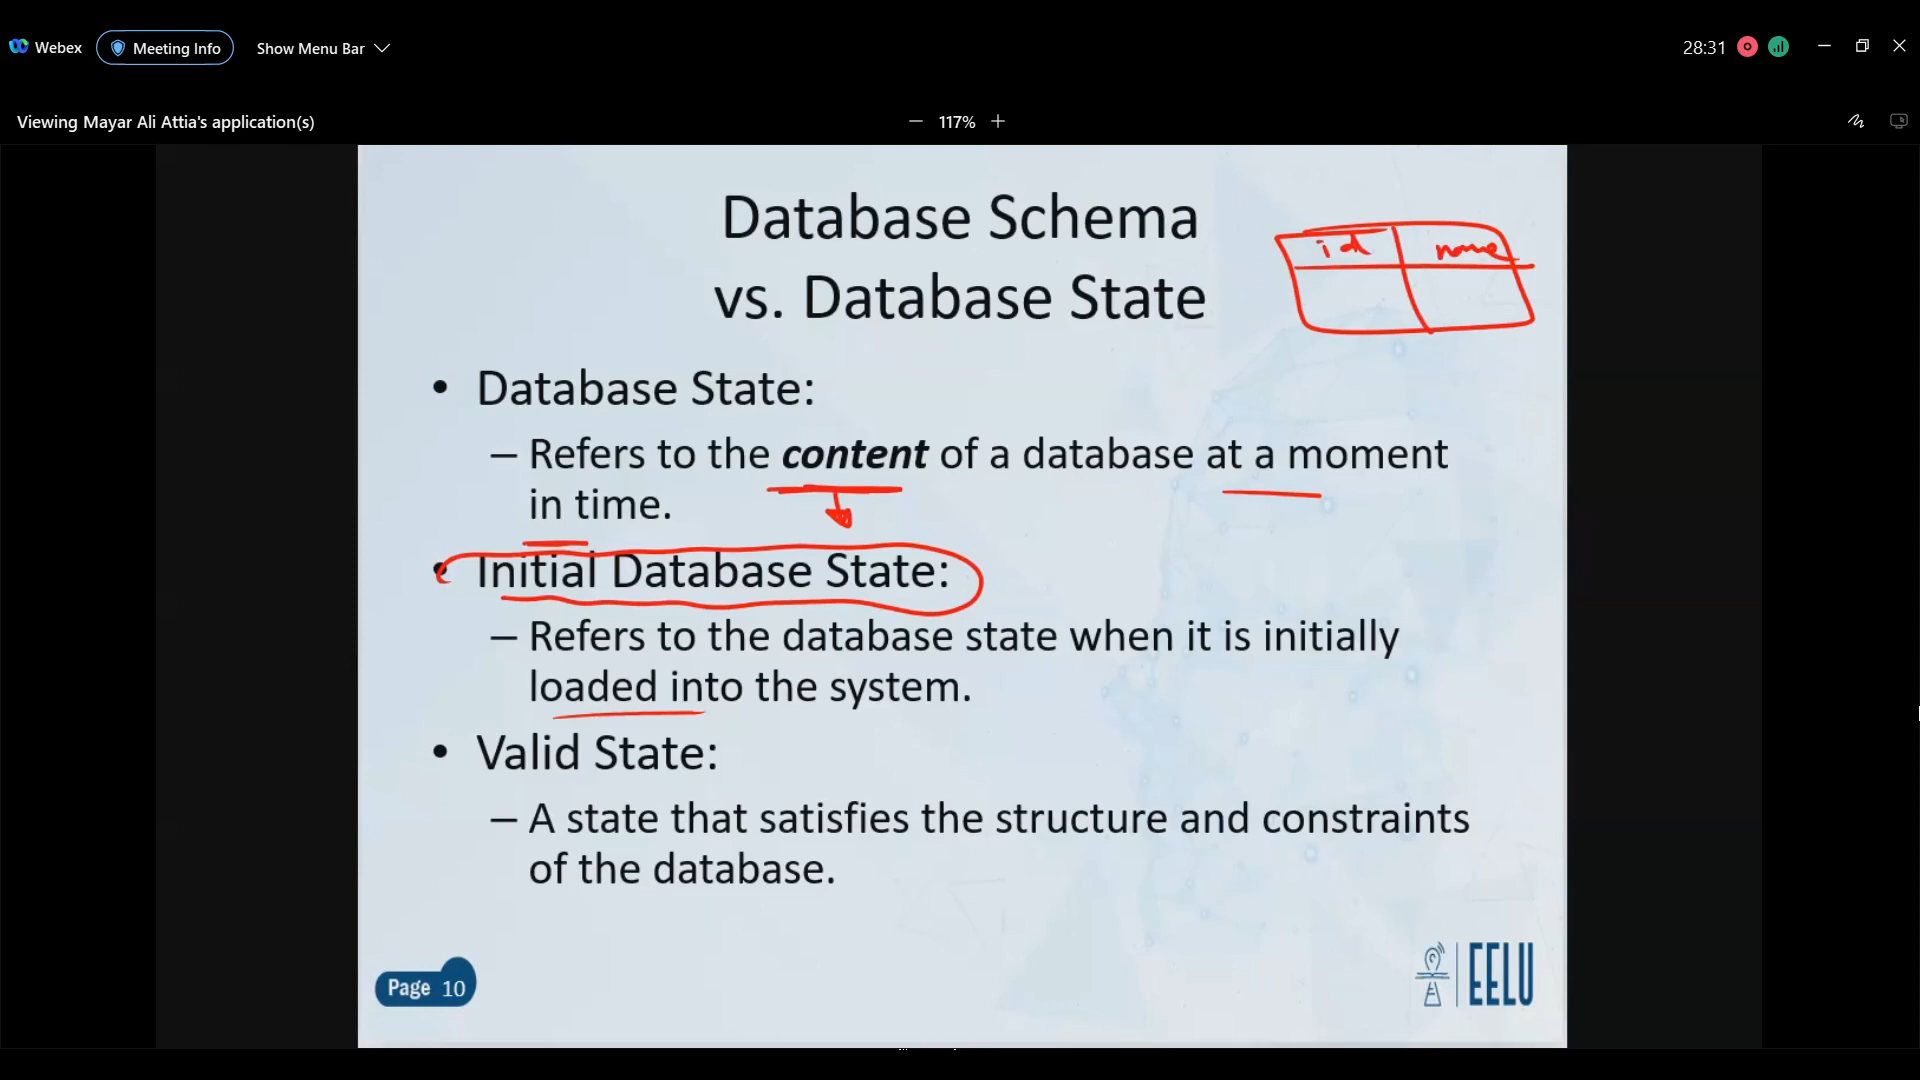 Webex
Meeting Info
Show Menu Bar
28:31
Viewing Mayar Ali Attia's application(s)
117%
Database Schema
vs. Database State
id name
• Database State:
– Refers to the content of a database at a moment
in time.
• Initial Database State:
– Refers to the database state when it is initially
loaded into the system.
• Valid State:
– A state that satisfies the structure and constraints
of the database.
Page 10
EELU